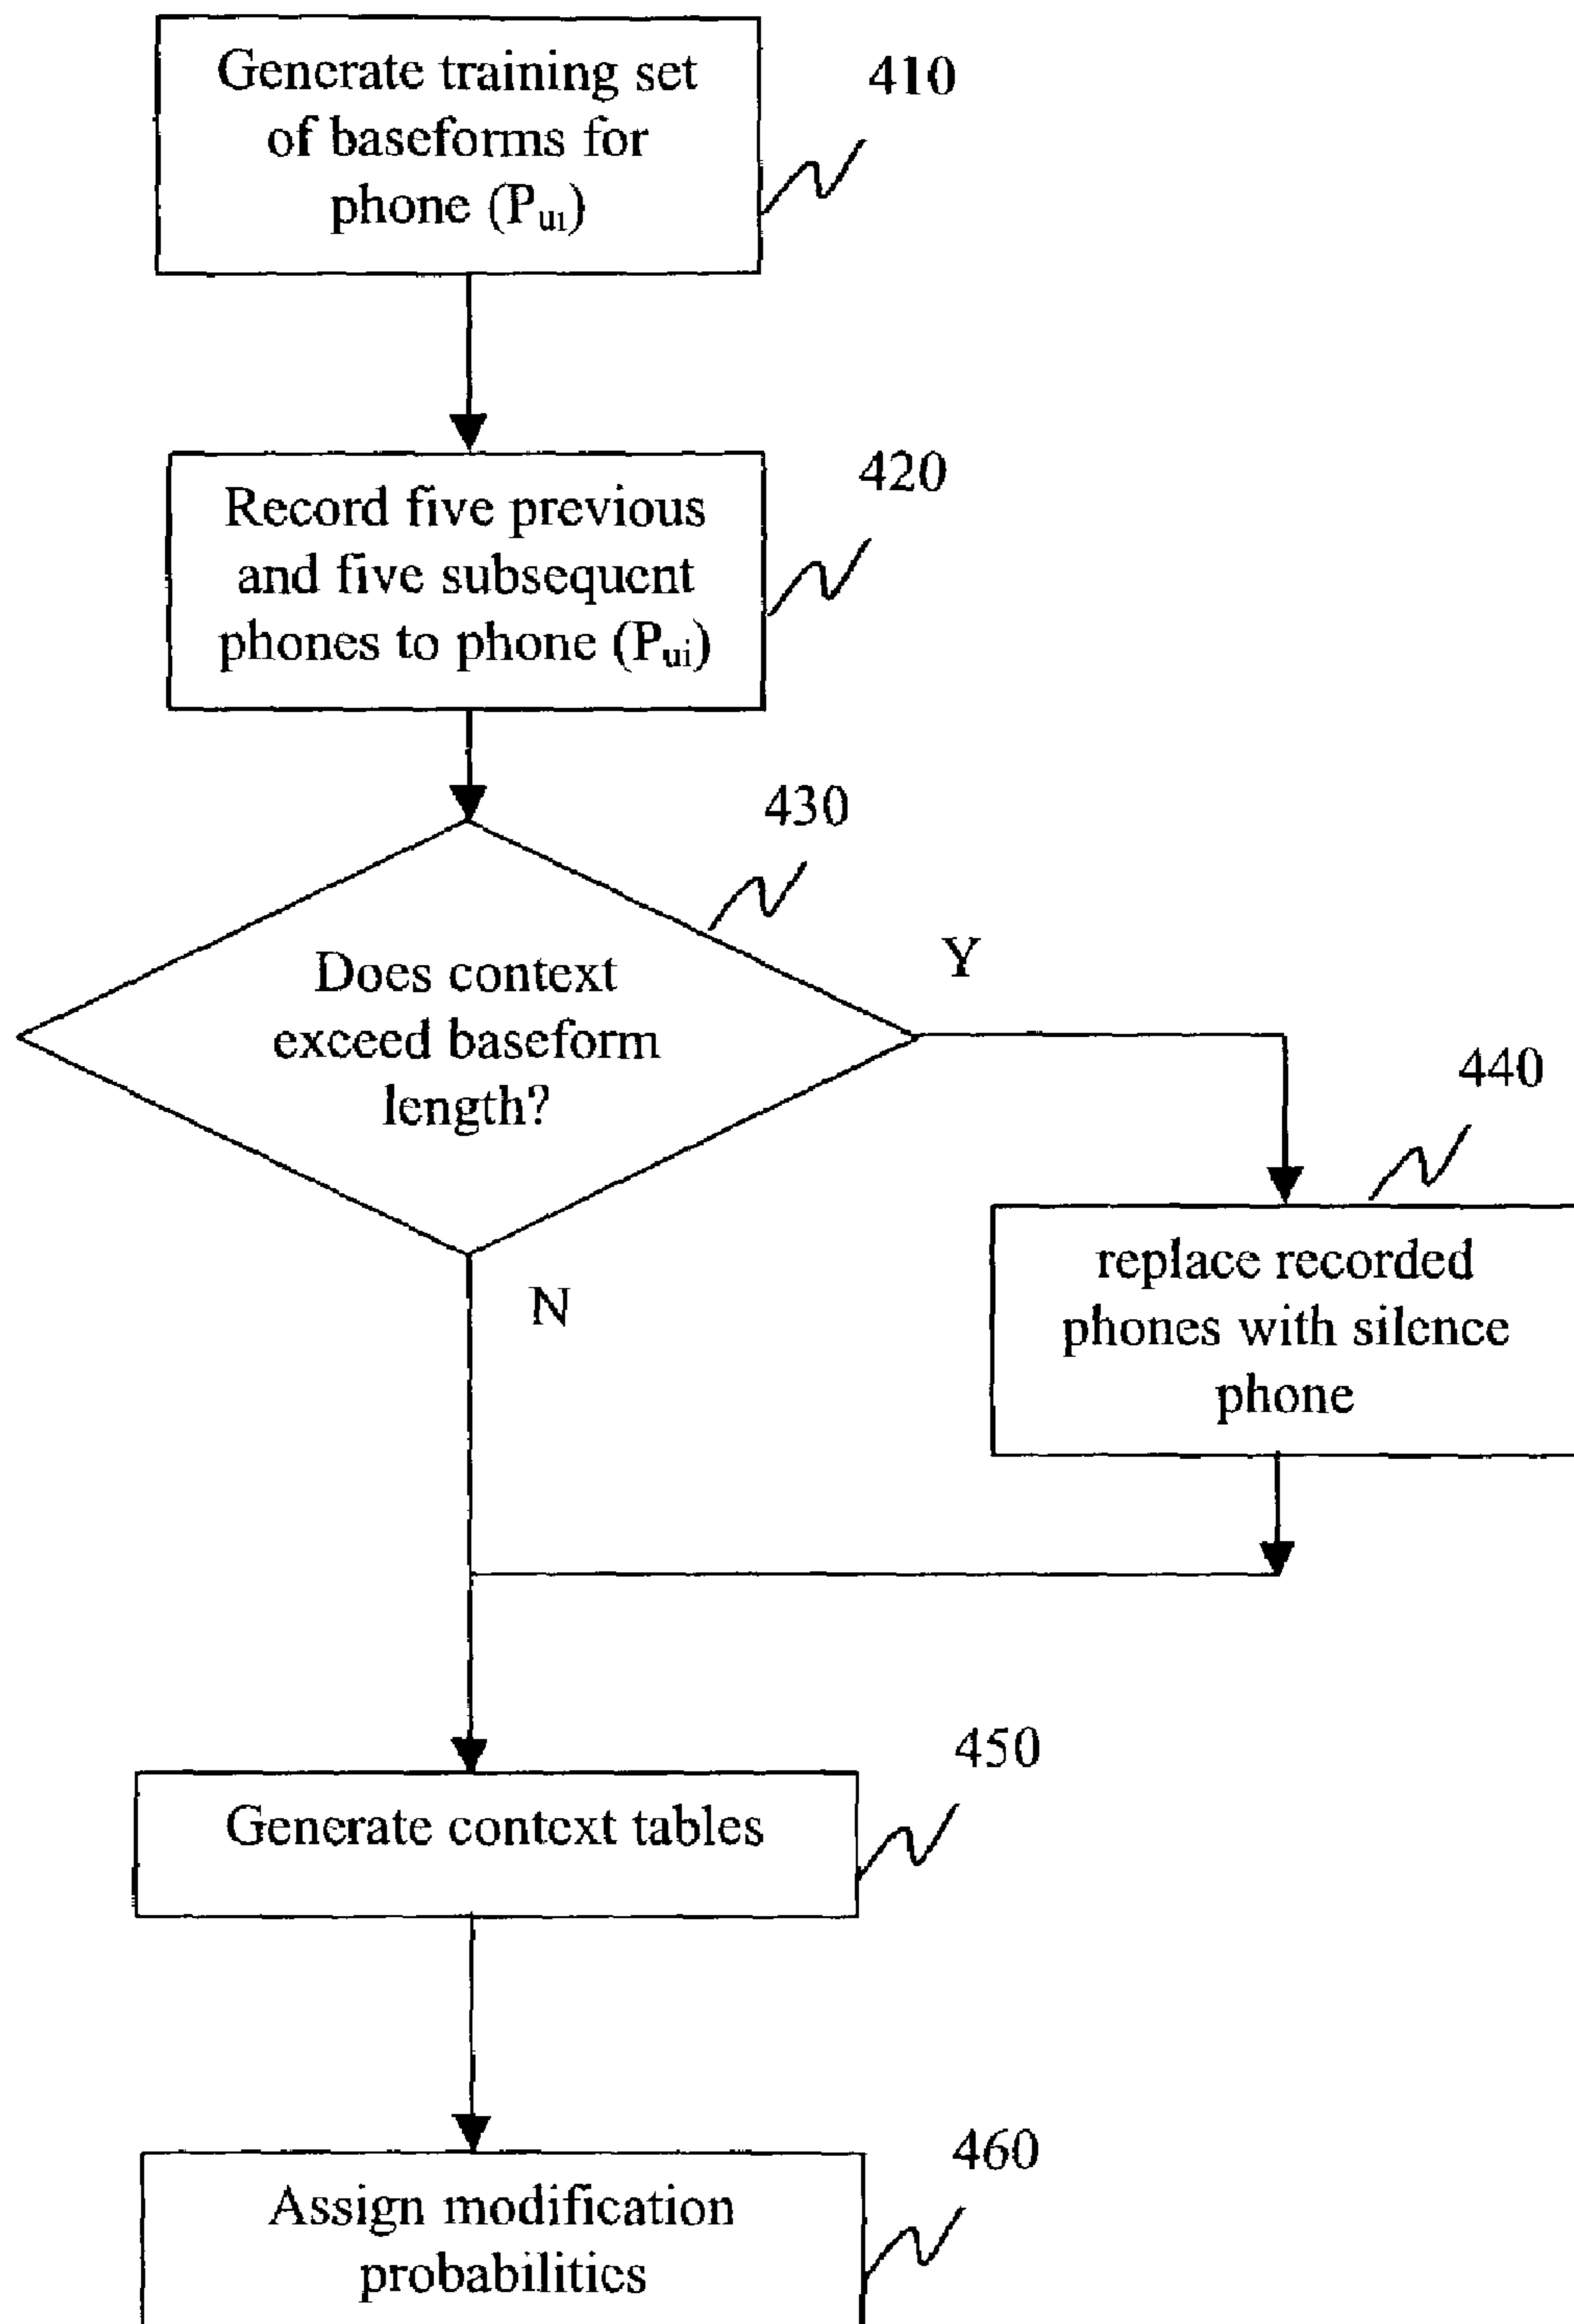 Generate training set
of baseforms for
phone (Pui)
410
Record five previous
and five subsequent
phones to phone (Pui)
420
430
Does context
exceed baseform
length?
Y
N
440
replace recorded
phones with silence
phone
450
Generate context tables
460
Assign modification
probabilities